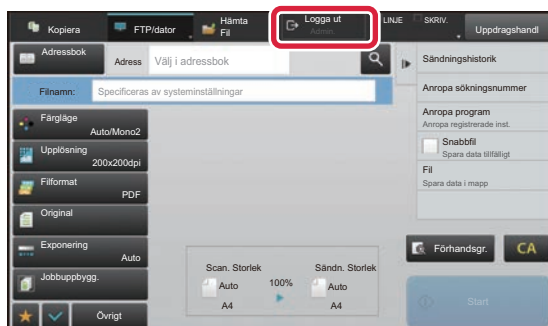 Kopiera
FTP/dator
Hämta
Fil
Logga ut
Admin
LINJE
SKRIV.
Uppdragshandl
Adressbok
Adress
Välj i adressbok
Filnamn:
Specificeras av systeminställningar
Färgläge
Auto/Mono2
Upplösning
200x200dpi
Filformat
PDF
Original
Exponering
Auto
Jobbuppbygg.
Övrigt
Scan. Storlek
Auto
A4
100%
Sändn. Storlek
Auto
A4
Sändningshistorik
Anropa sökningsnummer
Anropa program
Anropa registrerade inst.
Snabbfil
Spara data tillfälligt
Fil
Spara data i mapp
Förhandsgr.
CA
Start